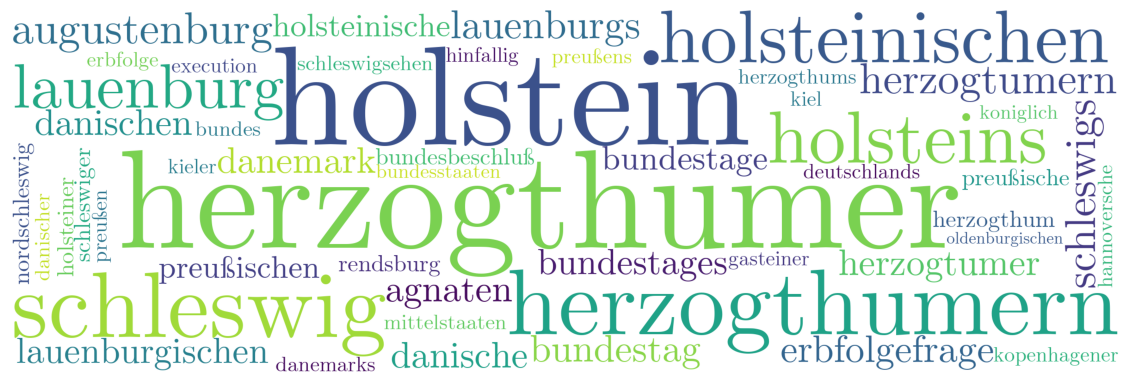 augustenburg holsteinische lauenburgs holsteinischen
erbfolge execution schleswigsehen hinfallig preußens
lauenburg holstein herzogthums herzogtumern
kiel
danischen bundes holsteins koniglich schleswigs
nordschleswig danischer holsteiner schleswiger preußen
kieler danemark bundesbeschluß bundestage
bundesstaaten deutschlands preußische hannoversche
herzogthumer herzogthum
oldenburgischen
preußischen rendsburg bundestages gasteiner herzogtumer
schleswig agnaten herzogthumern
mittelstaaten
lauenburgischen danische bundestag erbfolgefrage kopenhagener
danemarks